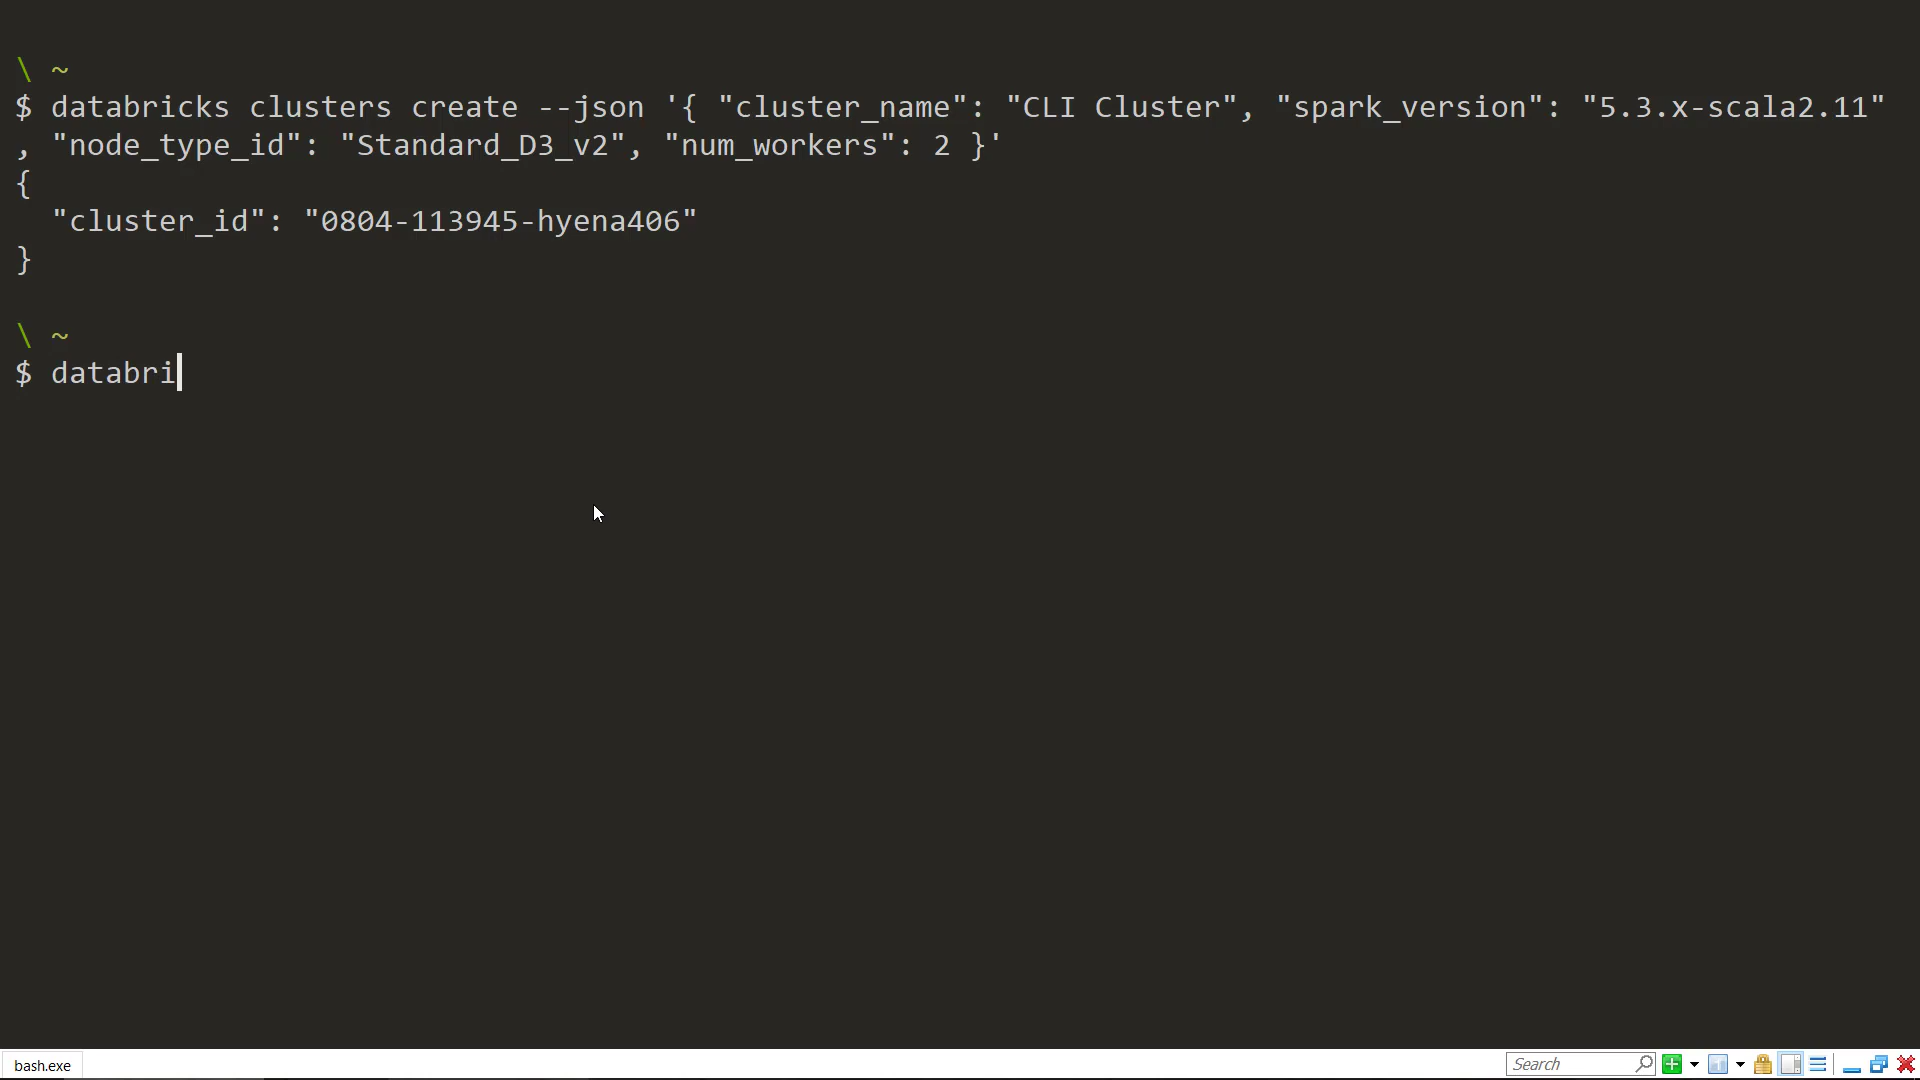 \ ~
$ databricks clusters create --json '{ "cluster_name": "CLI Cluster", "spark_version": "5.3.x-scala2.11"
, "node_type_id": "Standard_D3_v2", "num_workers": 2 }'
{
  "cluster_id": "0804-113945-hyena406"
}
\ ~
$ databri
bash.exe
Search